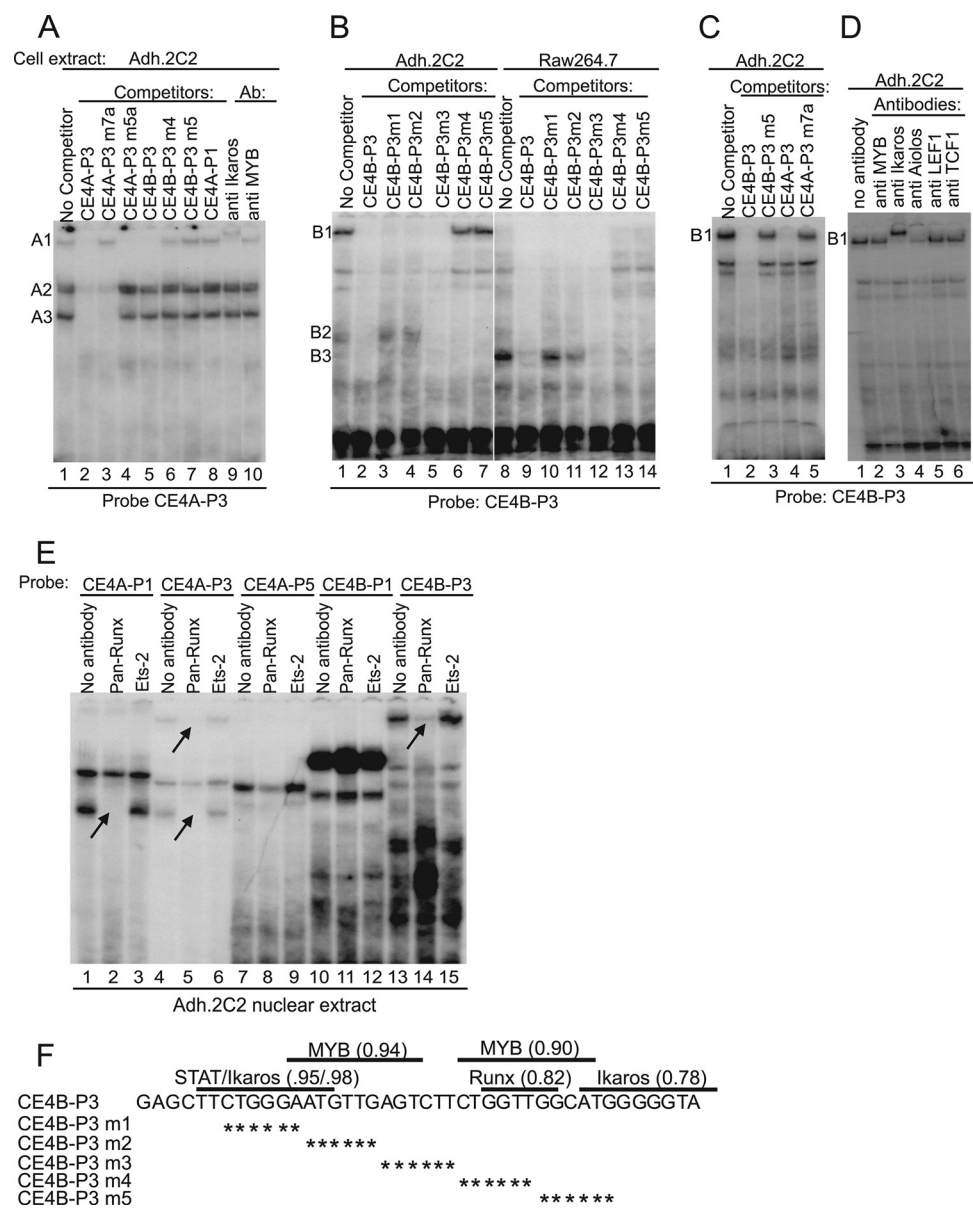 A
Cell extract: Adh.2C2
Competitors: Ab:
No Competitor
CE4A-P3
CE4A-P3 m7a
CE4A-P3 m5a
CE4B-P3
CE4B-P3 m4
CE4B-P3 m5
CE4A-P1
anti Ikaros
anti MYB
A1
A2
A3
1 2 3 4 5 6 7 8 9 10
Probe CE4A-P3
B
Adh.2C2 Raw264.7
Competitors: Competitors:
No Competitor
CE4B-P3
CE4B-P3m1
CE4B-P3m2
CE4B-P3m3
CE4B-P3m4
CE4B-P3m5
No Competitor
CE4B-P3
CE4B-P3m1
CE4B-P3m2
CE4B-P3m3
CE4B-P3m4
CE4B-P3m5
B1
B2
B3
1 2 3 4 5 6 7 8 9 10 11 12 13 14
Probe: CE4B-P3
C
Adh.2C2
Competitors:
No Competitor
CE4B-P3
CE4B-P3 m5
CE4A-P3
CE4A-P3 m7a
B1
1 2 3 4 5
D
Adh.2C2
Antibodies:
no antibody
anti MYB
anti Ikaros
anti Aiolos
anti LEF1
anti TCF1
B1
1 2 3 4 5 6
Probe: CE4B-P3
E
Probe: CE4A-P1 CE4A-P3 CE4A-P5 CE4B-P1 CE4B-P3
No antibody
Pan-Runx
Ets-2
No antibody
Pan-Runx
Ets-2
No antibody
Pan-Runx
Ets-2
No antibody
Pan-Runx
Ets-2
No antibody
Pan-Runx
Ets-2
1 2 3 4 5 6 7 8 9 10 11 12 13 14 15
Adh.2C2 nuclear extract
F
MYB (0.94) MYB (0.90)
STAT/Ikaros (.95/.98) Runx (0.82) Ikaros (0.78)
CE4B-P3 GAGCTTCTGGGAATGTTGAGTCTTCTGGTTGGCATGGGGGTA
CE4B-P3 m1 ******
CE4B-P3 m2 ******
CE4B-P3 m3 ******
CE4B-P3 m4 ******
CE4B-P3 m5 ******